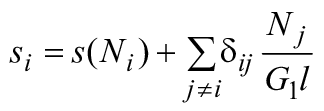 s_i = s(N_i) + \sum_{j \neq i} \delta_{ij} \frac{N_j}{G_1 l}